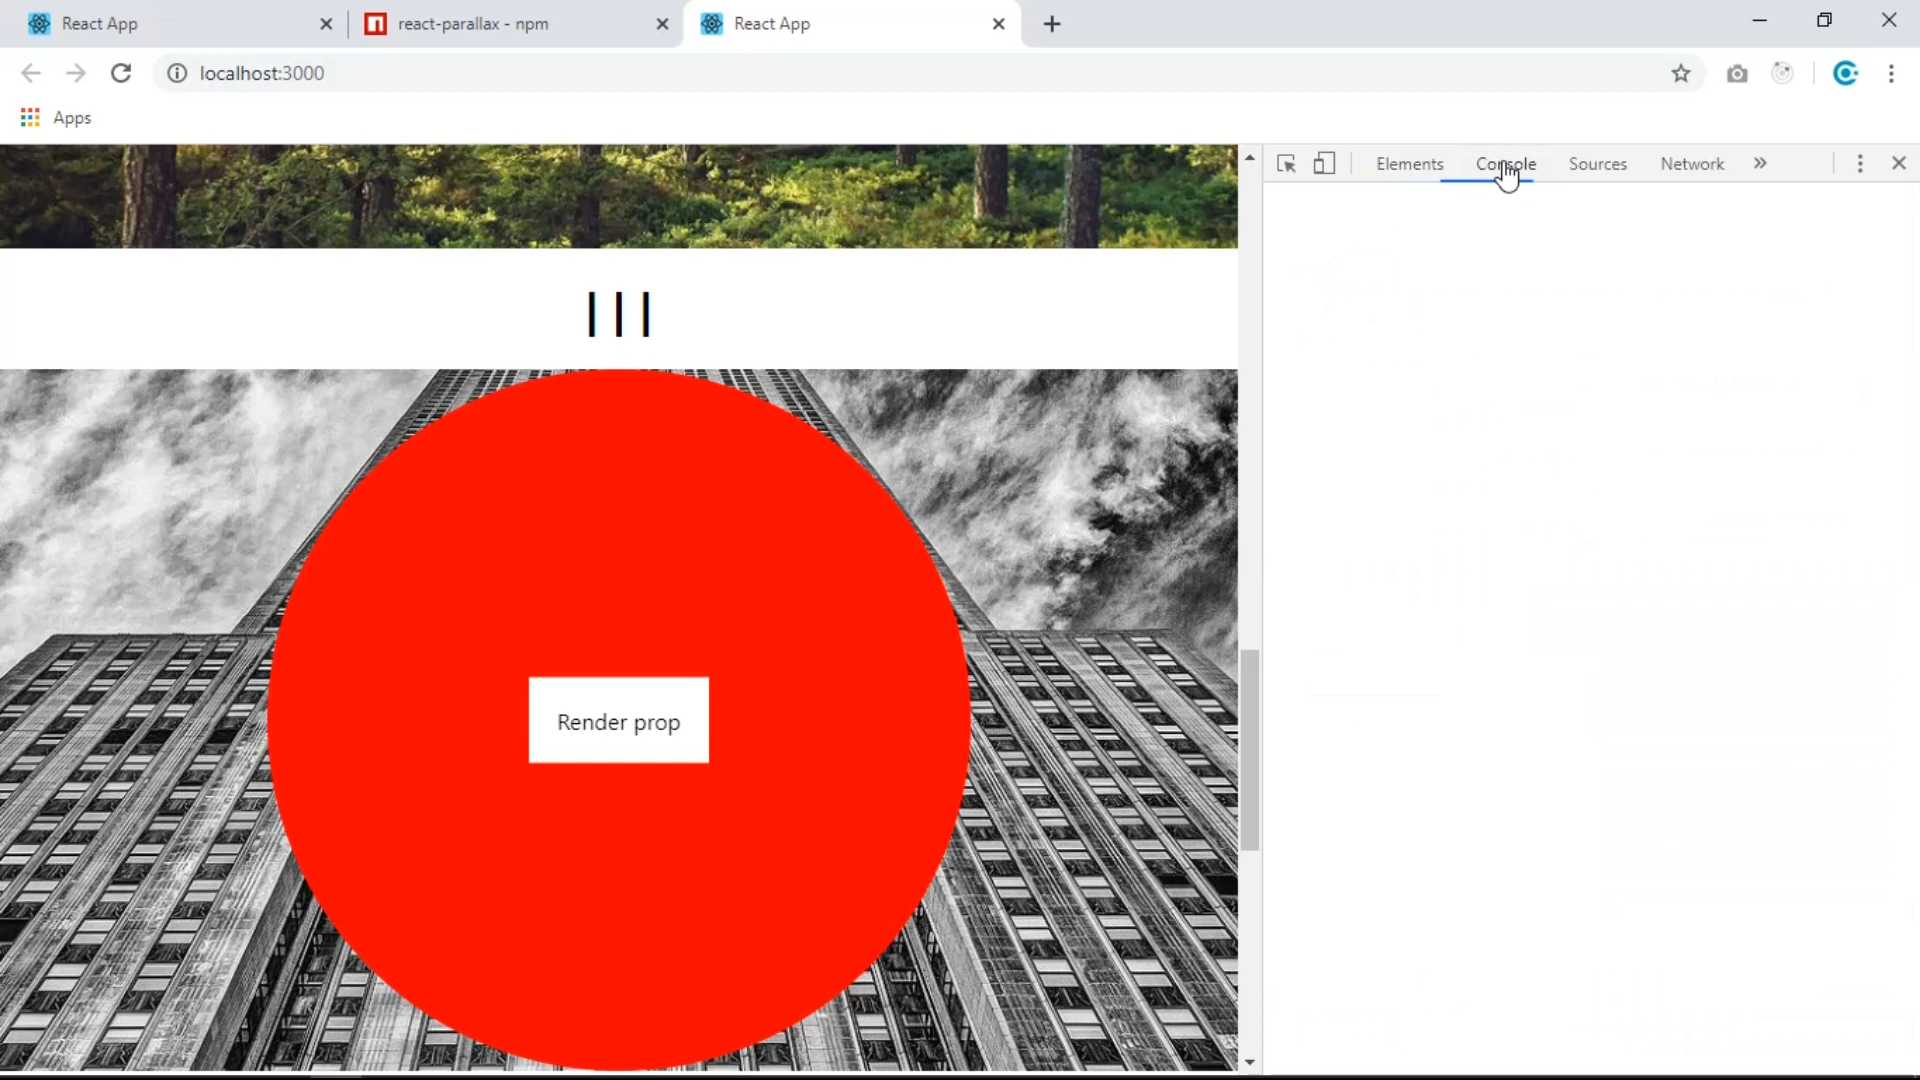 React App
react-parallax - npm
React App
localhost:3000
Apps
Elements
Console
Sources
Network
| | |
Render prop